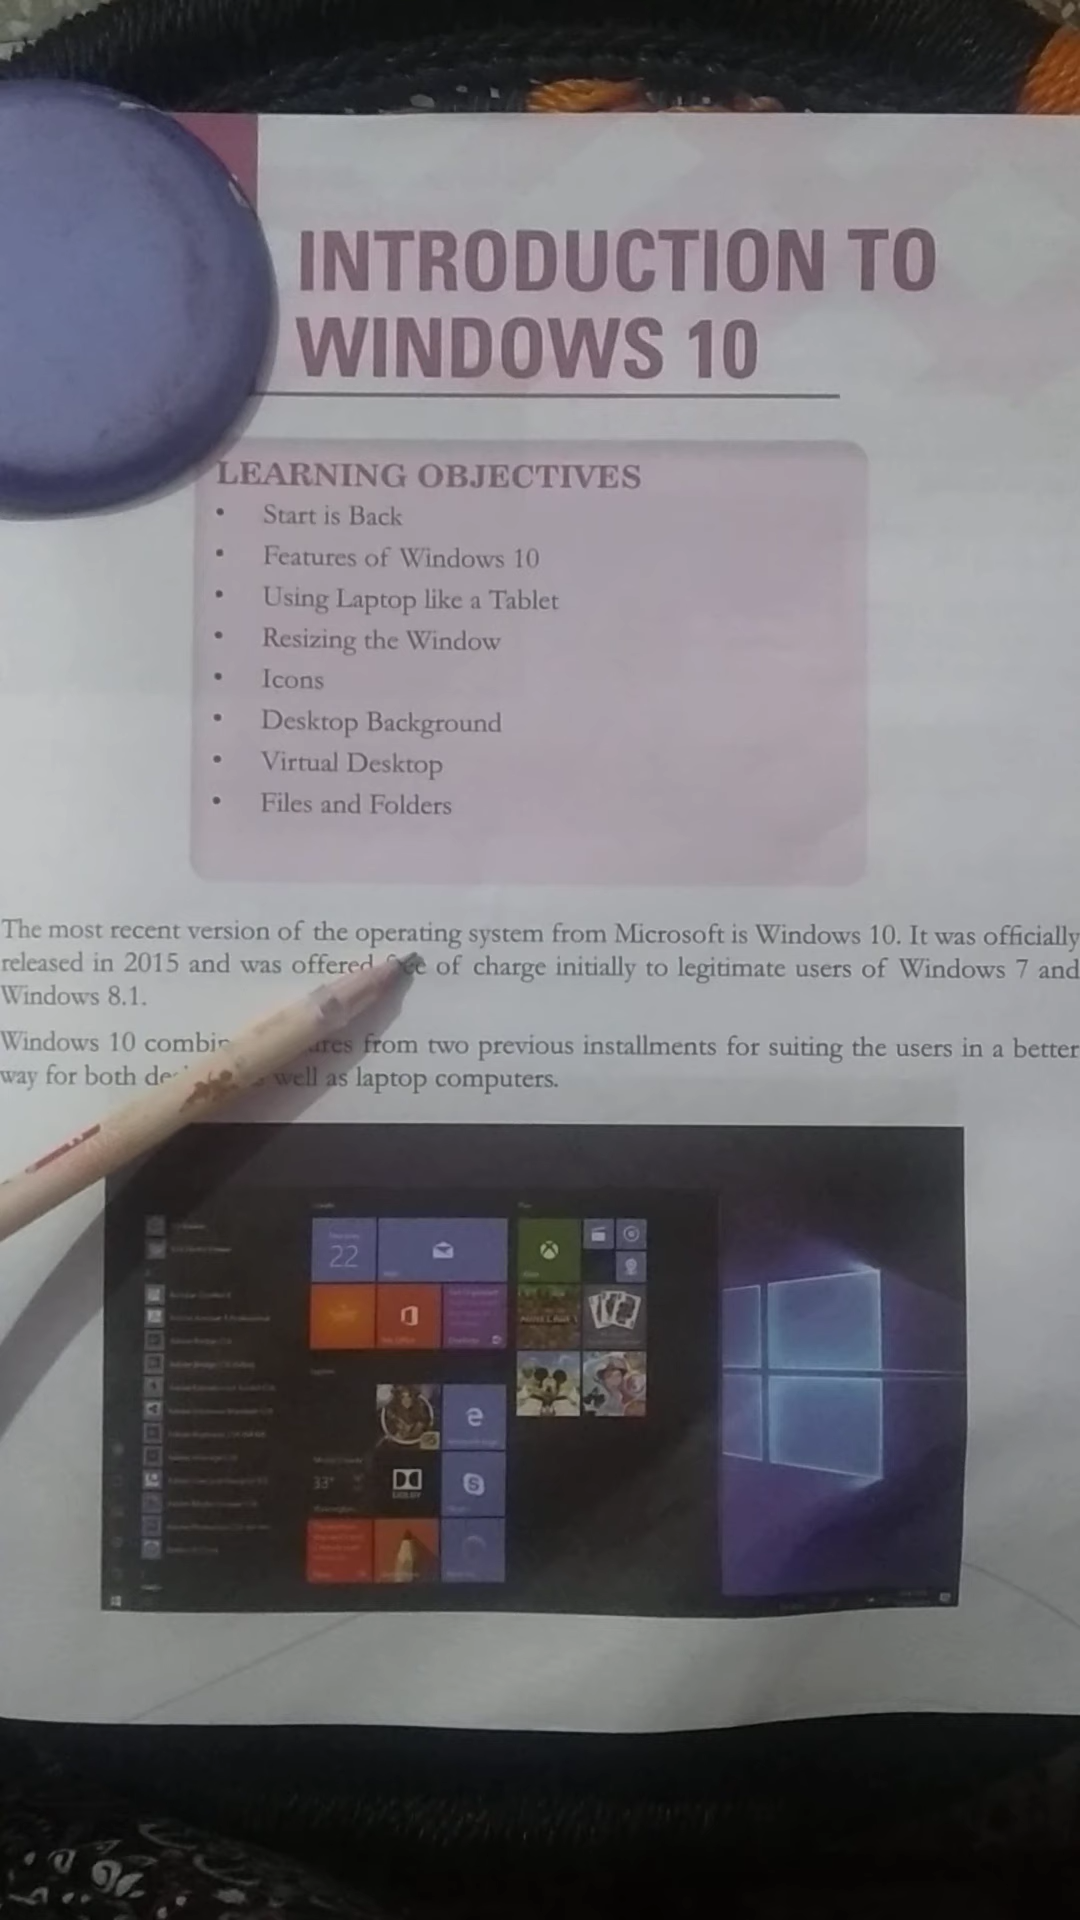 INTRODUCTION TO
WINDOWS 10
LEARNING OBJECTIVES
• Start is Back
• Features of Windows 10
• Using Laptop like a Tablet
• Resizing the Window
• Icons
• Desktop Background
• Virtual Desktop
• Files and Folders
The most recent version of the operating system from Microsoft is Windows 10. It was officially
released in 2015 and was offered of charge initially to legitimate users of Windows 7 and
Windows 8.1.
Windows 10 from two previous installments for suiting the users in a better
way for both well as laptop computers.
22
MINECRAFT
33°
DOLBY